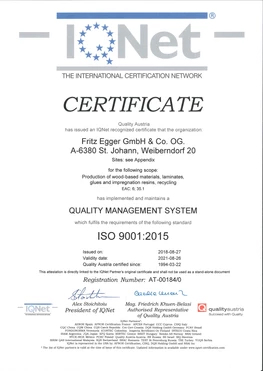 IQNet
®
THE INTERNATIONAL CERTIFICATION NETWORK
CERTIFICATE
Quality Austria
has issued an IQNet recognized certificate that the organization:
Fritz Egger GmbH & Co. OG.
A-6380 St. Johann, Weiberndorf 20
Sites: see Appendix
for the following scope:
Production of wood-based materials, laminates,
glues and impregnation resins, recycling
EAC: 6; 35.1
has implemented and maintains a
QUALITY MANAGEMENT SYSTEM
which fulfils the requirements of the following standard
ISO 9001:2015
Issued on: 2018-08-27
Validity date: 2021-08-26
Quality Austria certified since: 1994-03-22
This attestation is directly linked to the IQNet Partner's original certificate and shall not be used as a stand-alone document
Registration Number: AT-00184/0
IQNet
Alex Stoichitoiu
President of IQNet
Mag. Friedrich Khuen-Belasi
Authorised Representative
of Quality Austria
qualityaustria
Succeed with Quality